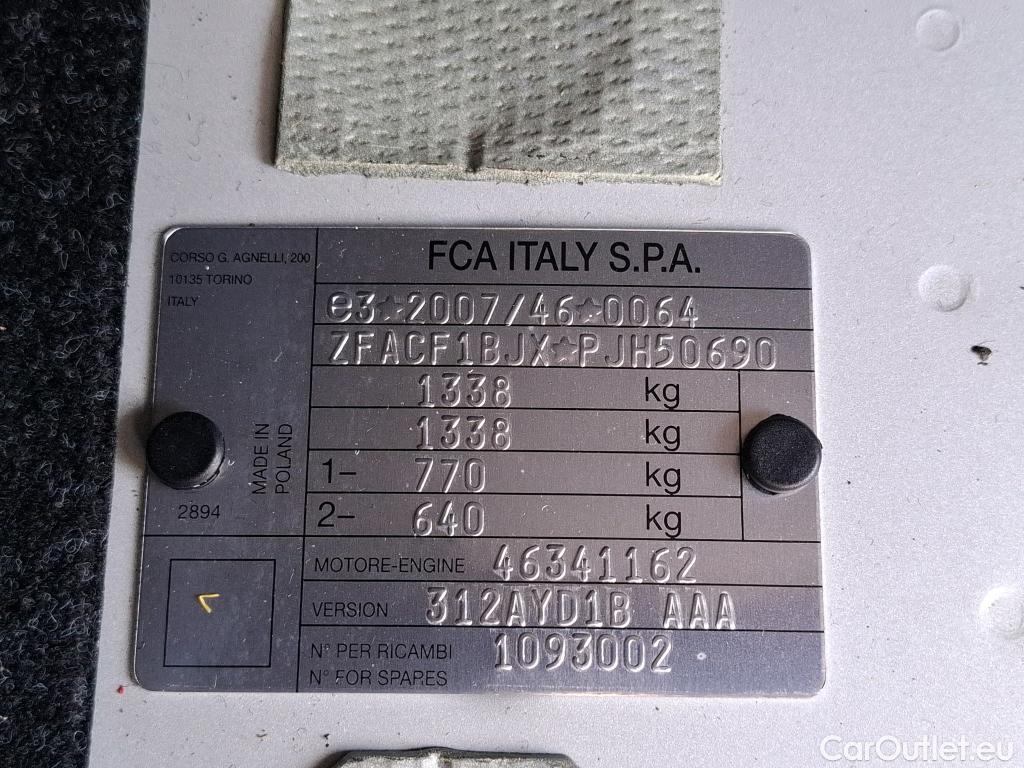 FCA ITALY S.P.A.
CORSO G. AGNELLI, 200
10135 TORINO
ITALY
e3*2007/46*0064
ZFACF1BJX*PJH50690
1338 kg
1338 kg
1- 770 kg
2- 640 kg
MADE IN
POLAND
2894
MOTORE-ENGINE 46341162
VERSION 312AYD1B AAA
N° PER RICAMBI
N° FOR SPARES
1093002
CarOutlet.eu